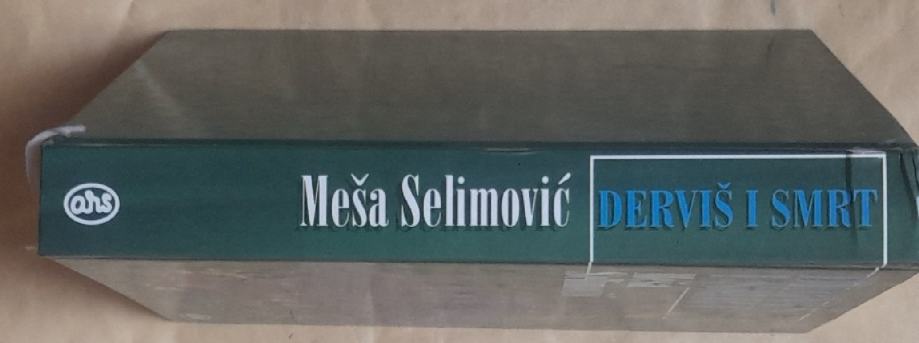 ars
Meša Selimović
DERVIŠ I SMRT